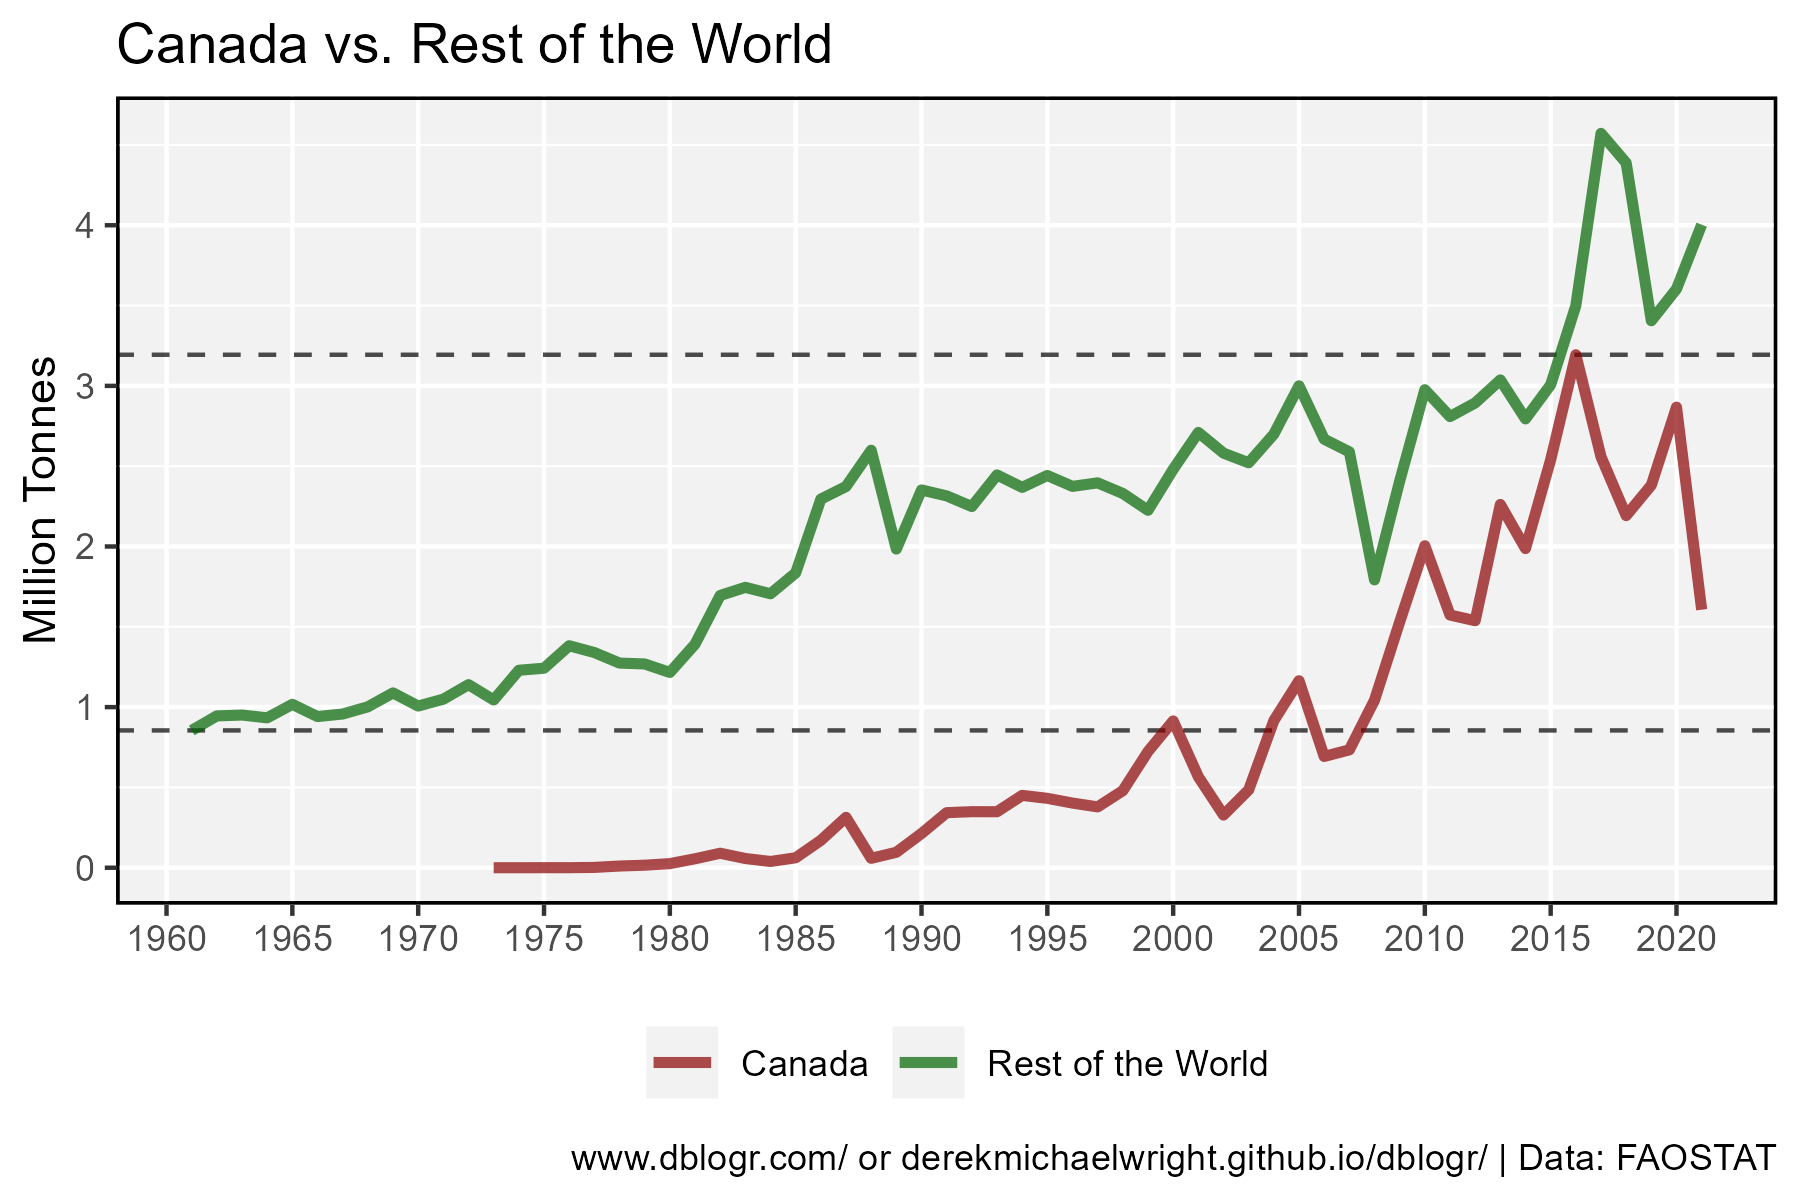 Canada vs. Rest of the World
Million Tonnes
4
3
2
1
0
1960 1965 1970 1975 1980 1985 1990 1995 2000 2005 2010 2015 2020
Canada Rest of the World
www.dblogr.com/ or derekmichaelwright.github.io/dblogr/ | Data: FAOSTAT